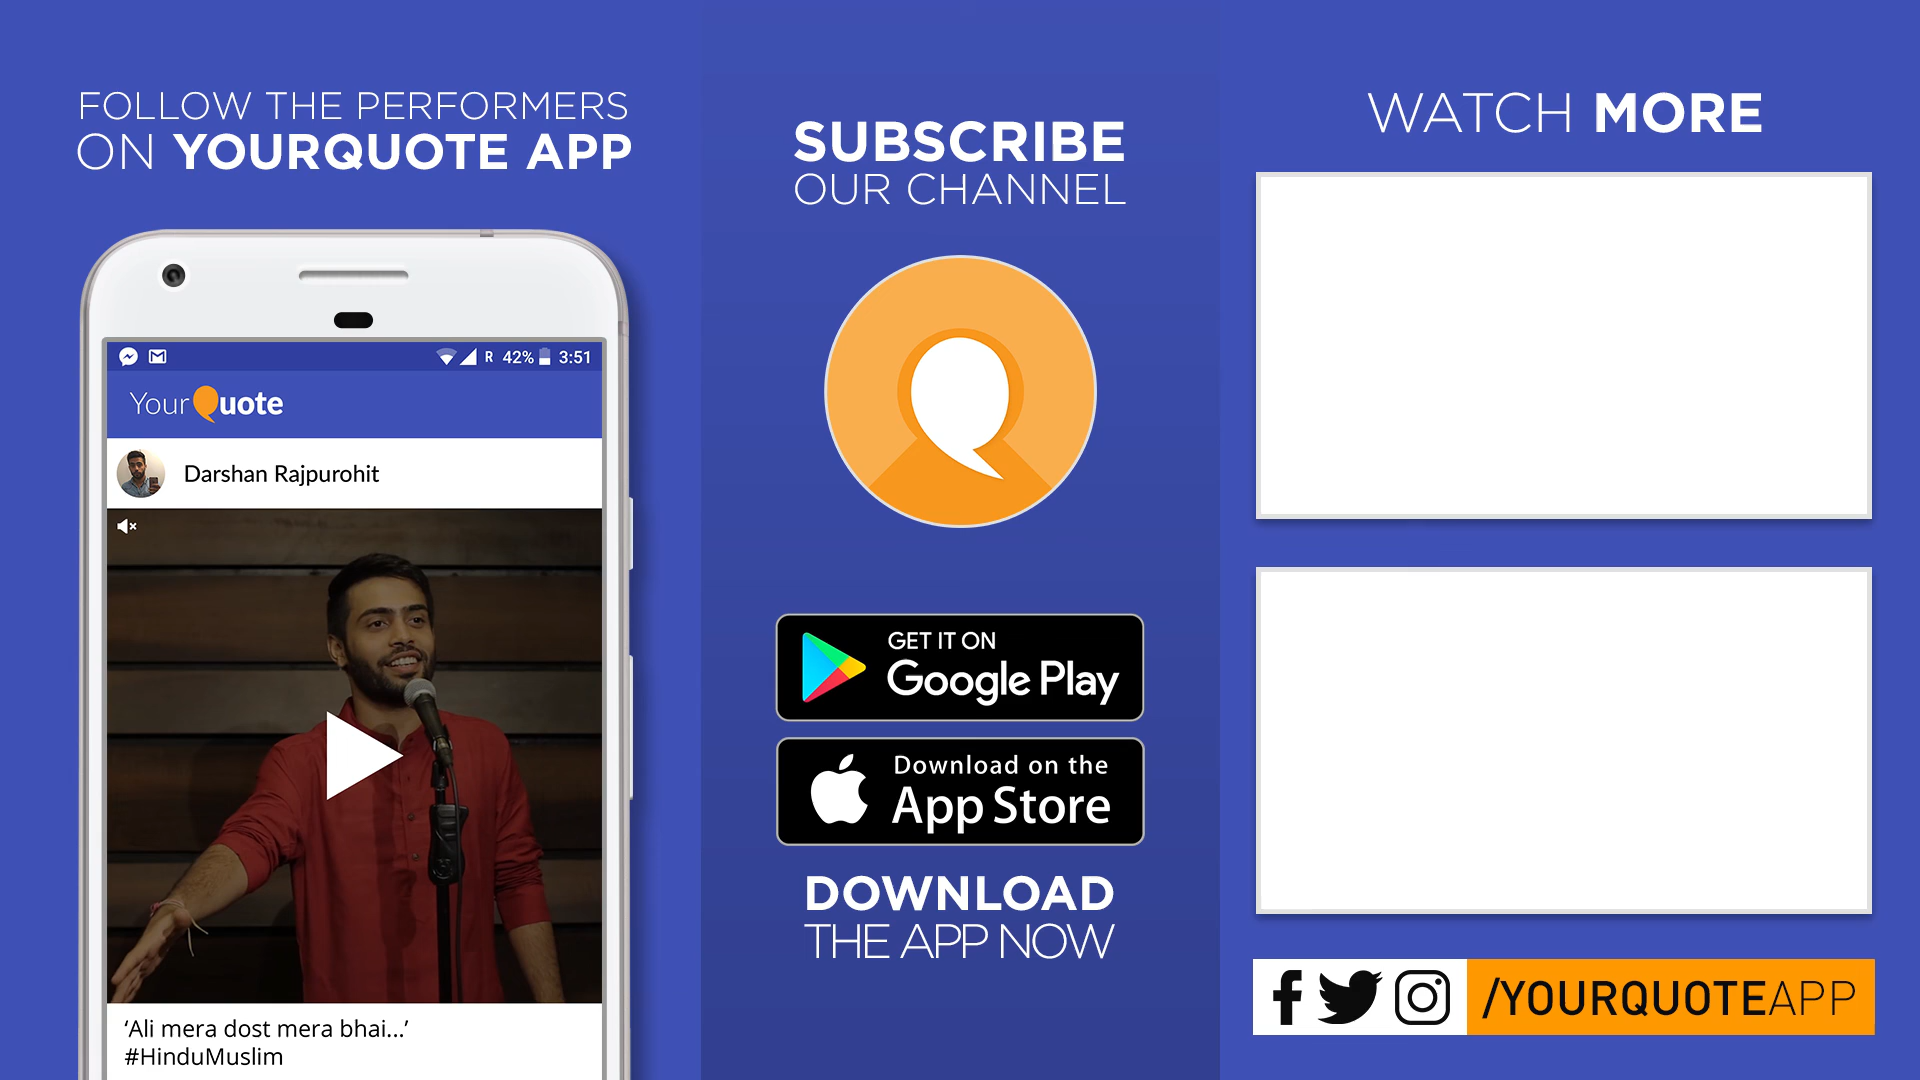 FOLLOW THE PERFORMERS
ON YOURQUOTE APP
R 42% 3:51
YourQuote
Darshan Rajpurohit
‘Ali mera dost mera bhai...’
#HinduMuslim
SUBSCRIBE
OUR CHANNEL
GET IT ON
Google Play
Download on the
App Store
DOWNLOAD
THE APP NOW
WATCH MORE
/YOURQUOTEAPP